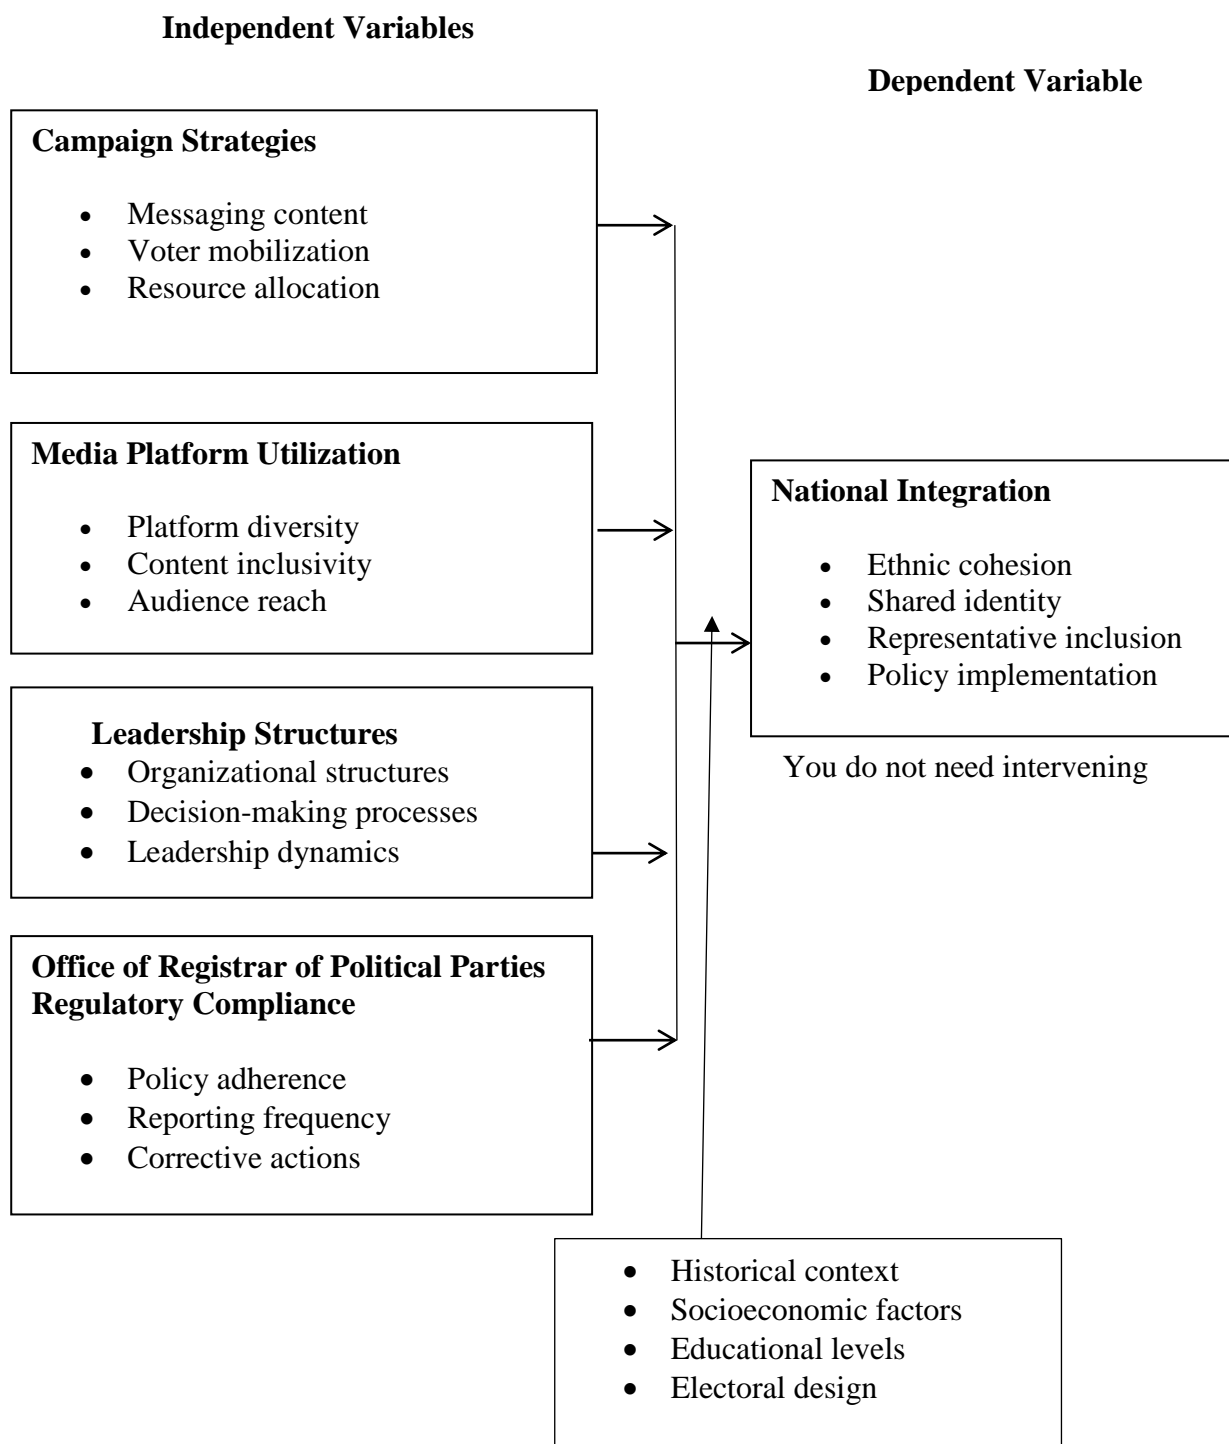 Independent Variables
Dependent Variable
Campaign Strategies
• Messaging content
• Voter mobilization
• Resource allocation
Media Platform Utilization
• Platform diversity
• Content inclusivity
• Audience reach
Leadership Structures
• Organizational structures
• Decision-making processes
• Leadership dynamics
Office of Registrar of Political Parties
Regulatory Compliance
• Policy adherence
• Reporting frequency
• Corrective actions
National Integration
• Ethnic cohesion
• Shared identity
• Representative inclusion
• Policy implementation
You do not need intervening
• Historical context
• Socioeconomic factors
• Educational levels
• Electoral design